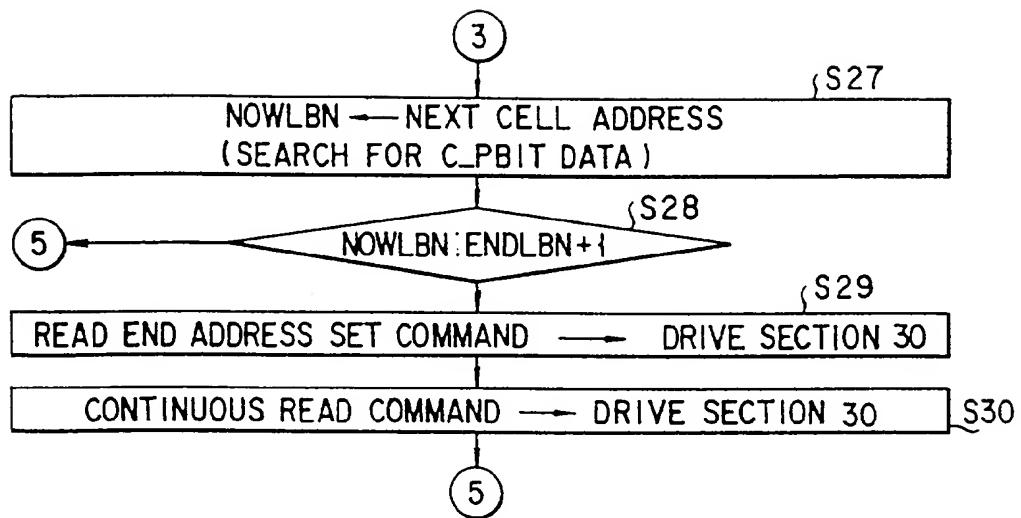 3
S27
NOWLBN ← NEXT CELL ADDRESS
(SEARCH FOR C_PBIT DATA)
S28
5
NOWLBN:ENDLBN+1
S29
READ END ADDRESS SET COMMAND → DRIVE SECTION 30
CONTINUOUS READ COMMAND → DRIVE SECTION 30
S30
5